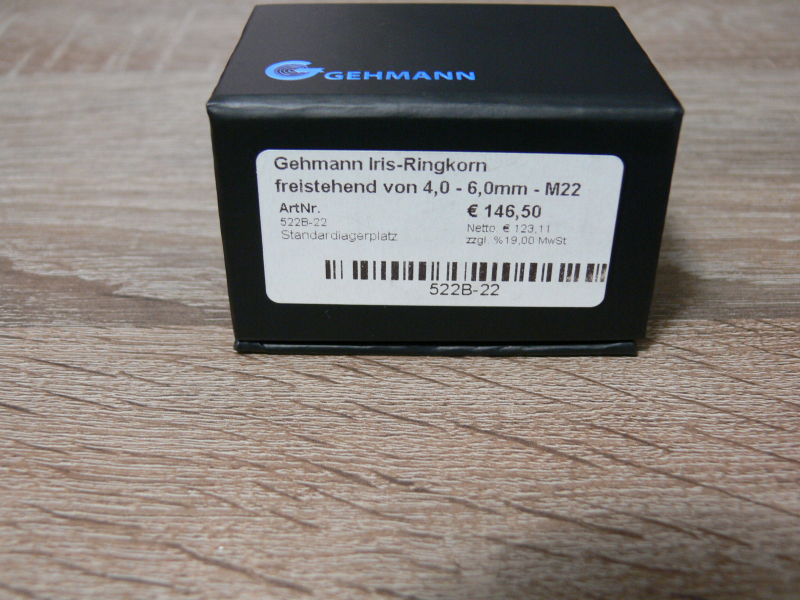 GEHMANN
Gehmann Iris-Ringkorn
freistehend von 4,0 - 6,0mm - M22
ArtNr.
€ 146,50
522B-22
Netto € 123,11
Standardlagerplatz
zzgl. %19,00 MwSt
522B-22